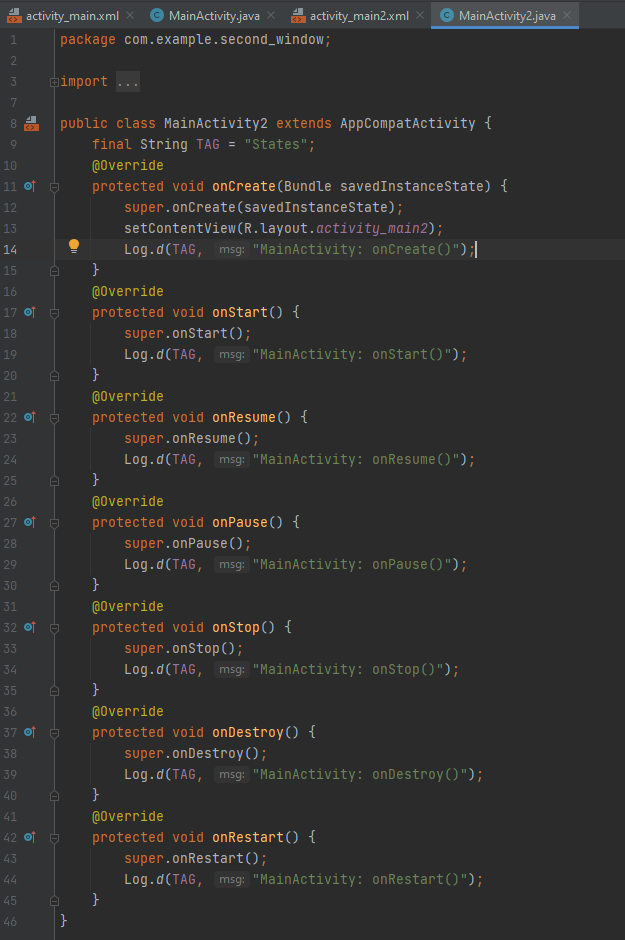 activity_main.xml MainActivity.java activity_main2.xml MainActivity2.java
1 package com.example.second_window;
2
3 import ...
7
8 public class MainActivity2 extends AppCompatActivity {
9 final String TAG = "States";
10 @Override
11 protected void onCreate(Bundle savedInstanceState) {
12 super.onCreate(savedInstanceState);
13 setContentView(R.layout.activity_main2);
14 Log.d(TAG, msg: "MainActivity: onCreate()");
15 }
16 @Override
17 protected void onStart() {
18 super.onStart();
19 Log.d(TAG, msg: "MainActivity: onStart()");
20 }
21 @Override
22 protected void onResume() {
23 super.onResume();
24 Log.d(TAG, msg: "MainActivity: onResume()");
25 }
26 @Override
27 protected void onPause() {
28 super.onPause();
29 Log.d(TAG, msg: "MainActivity: onPause()");
30 }
31 @Override
32 protected void onStop() {
33 super.onStop();
34 Log.d(TAG, msg: "MainActivity: onStop()");
35 }
36 @Override
37 protected void onDestroy() {
38 super.onDestroy();
39 Log.d(TAG, msg: "MainActivity: onDestroy()");
40 }
41 @Override
42 protected void onRestart() {
43 super.onRestart();
44 Log.d(TAG, msg: "MainActivity: onRestart()");
45 }
46 }